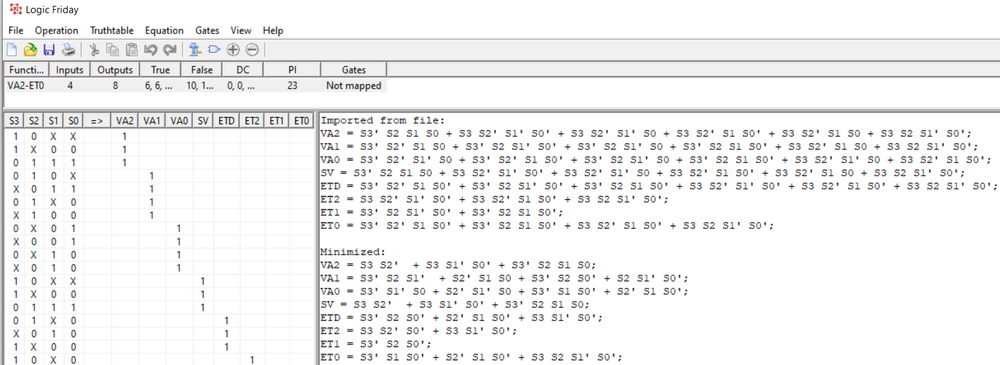 Logic Friday
File Operation Truthtable Equation Gates View Help
Functi... Inputs Outputs True False DC PI Gates
VA2-ET0 4 8 6, 6, ... 10, 1... 0, 0, ... 23 Not mapped
S3 S2 S1 S0 => VA2 VA1 VA0 SV ETD ET2 ET1 ET0
1 0 X X 1
1 X 0 0 1
0 1 1 1 1
0 1 0 X 1
X 0 1 1 1
0 1 X 0 1
X 1 0 0 1
0 X 0 1 1
X 0 0 1 1
0 X 1 0 1
X 0 1 0 1
1 0 X X 1
1 X 0 0 1
0 1 1 1 1
0 1 X 0 1
X 0 1 0 1
1 X 0 0 1
1 0 X 0 1
Imported from file:
VA2 = S3' S2 S1 S0 + S3 S2' S1' S0' + S3 S2' S1' S0 + S3 S2' S1 S0' + S3 S2' S1 S0 + S3 S2 S1' S0';
VA1 = S3' S2' S1 S0 + S3' S2 S1' S0' + S3' S2 S1' S0 + S3' S2 S1 S0' + S3 S2' S1 S0 + S3 S2 S1' S0';
VA0 = S3' S2' S1' S0 + S3' S2' S1 S0' + S3' S2 S1' S0 + S3' S2 S1 S0' + S3 S2' S1' S0 + S3 S2' S1 S0';
SV = S3' S2 S1 S0 + S3 S2' S1' S0' + S3 S2' S1' S0 + S3 S2' S1 S0' + S3 S2' S1 S0 + S3 S2 S1' S0';
ETD = S3' S2' S1 S0' + S3' S2 S1' S0' + S3' S2 S1 S0' + S3 S2' S1' S0' + S3 S2' S1 S0' + S3 S2 S1' S0';
ET2 = S3 S2' S1' S0' + S3 S2' S1 S0' + S3 S2 S1' S0';
ET1 = S3' S2 S1' S0' + S3' S2 S1 S0';
ET0 = S3' S2' S1 S0' + S3' S2 S1 S0' + S3 S2' S1 S0' + S3 S2 S1' S0';
Minimized:
VA2 = S3 S2' + S3 S1' S0' + S3' S2 S1 S0;
VA1 = S3' S2 S1' + S2' S1 S0 + S3' S2 S0' + S2 S1' S0';
VA0 = S3' S1' S0 + S2' S1' S0 + S3' S1 S0' + S2' S1 S0';
SV = S3 S2' + S3 S1' S0' + S3' S2 S1 S0;
ETD = S3' S2 S0' + S2' S1 S0' + S3 S1' S0';
ET2 = S3 S2' S0' + S3 S1' S0';
ET1 = S3' S2 S0';
ET0 = S3' S1 S0' + S2' S1 S0' + S3 S2 S1' S0';